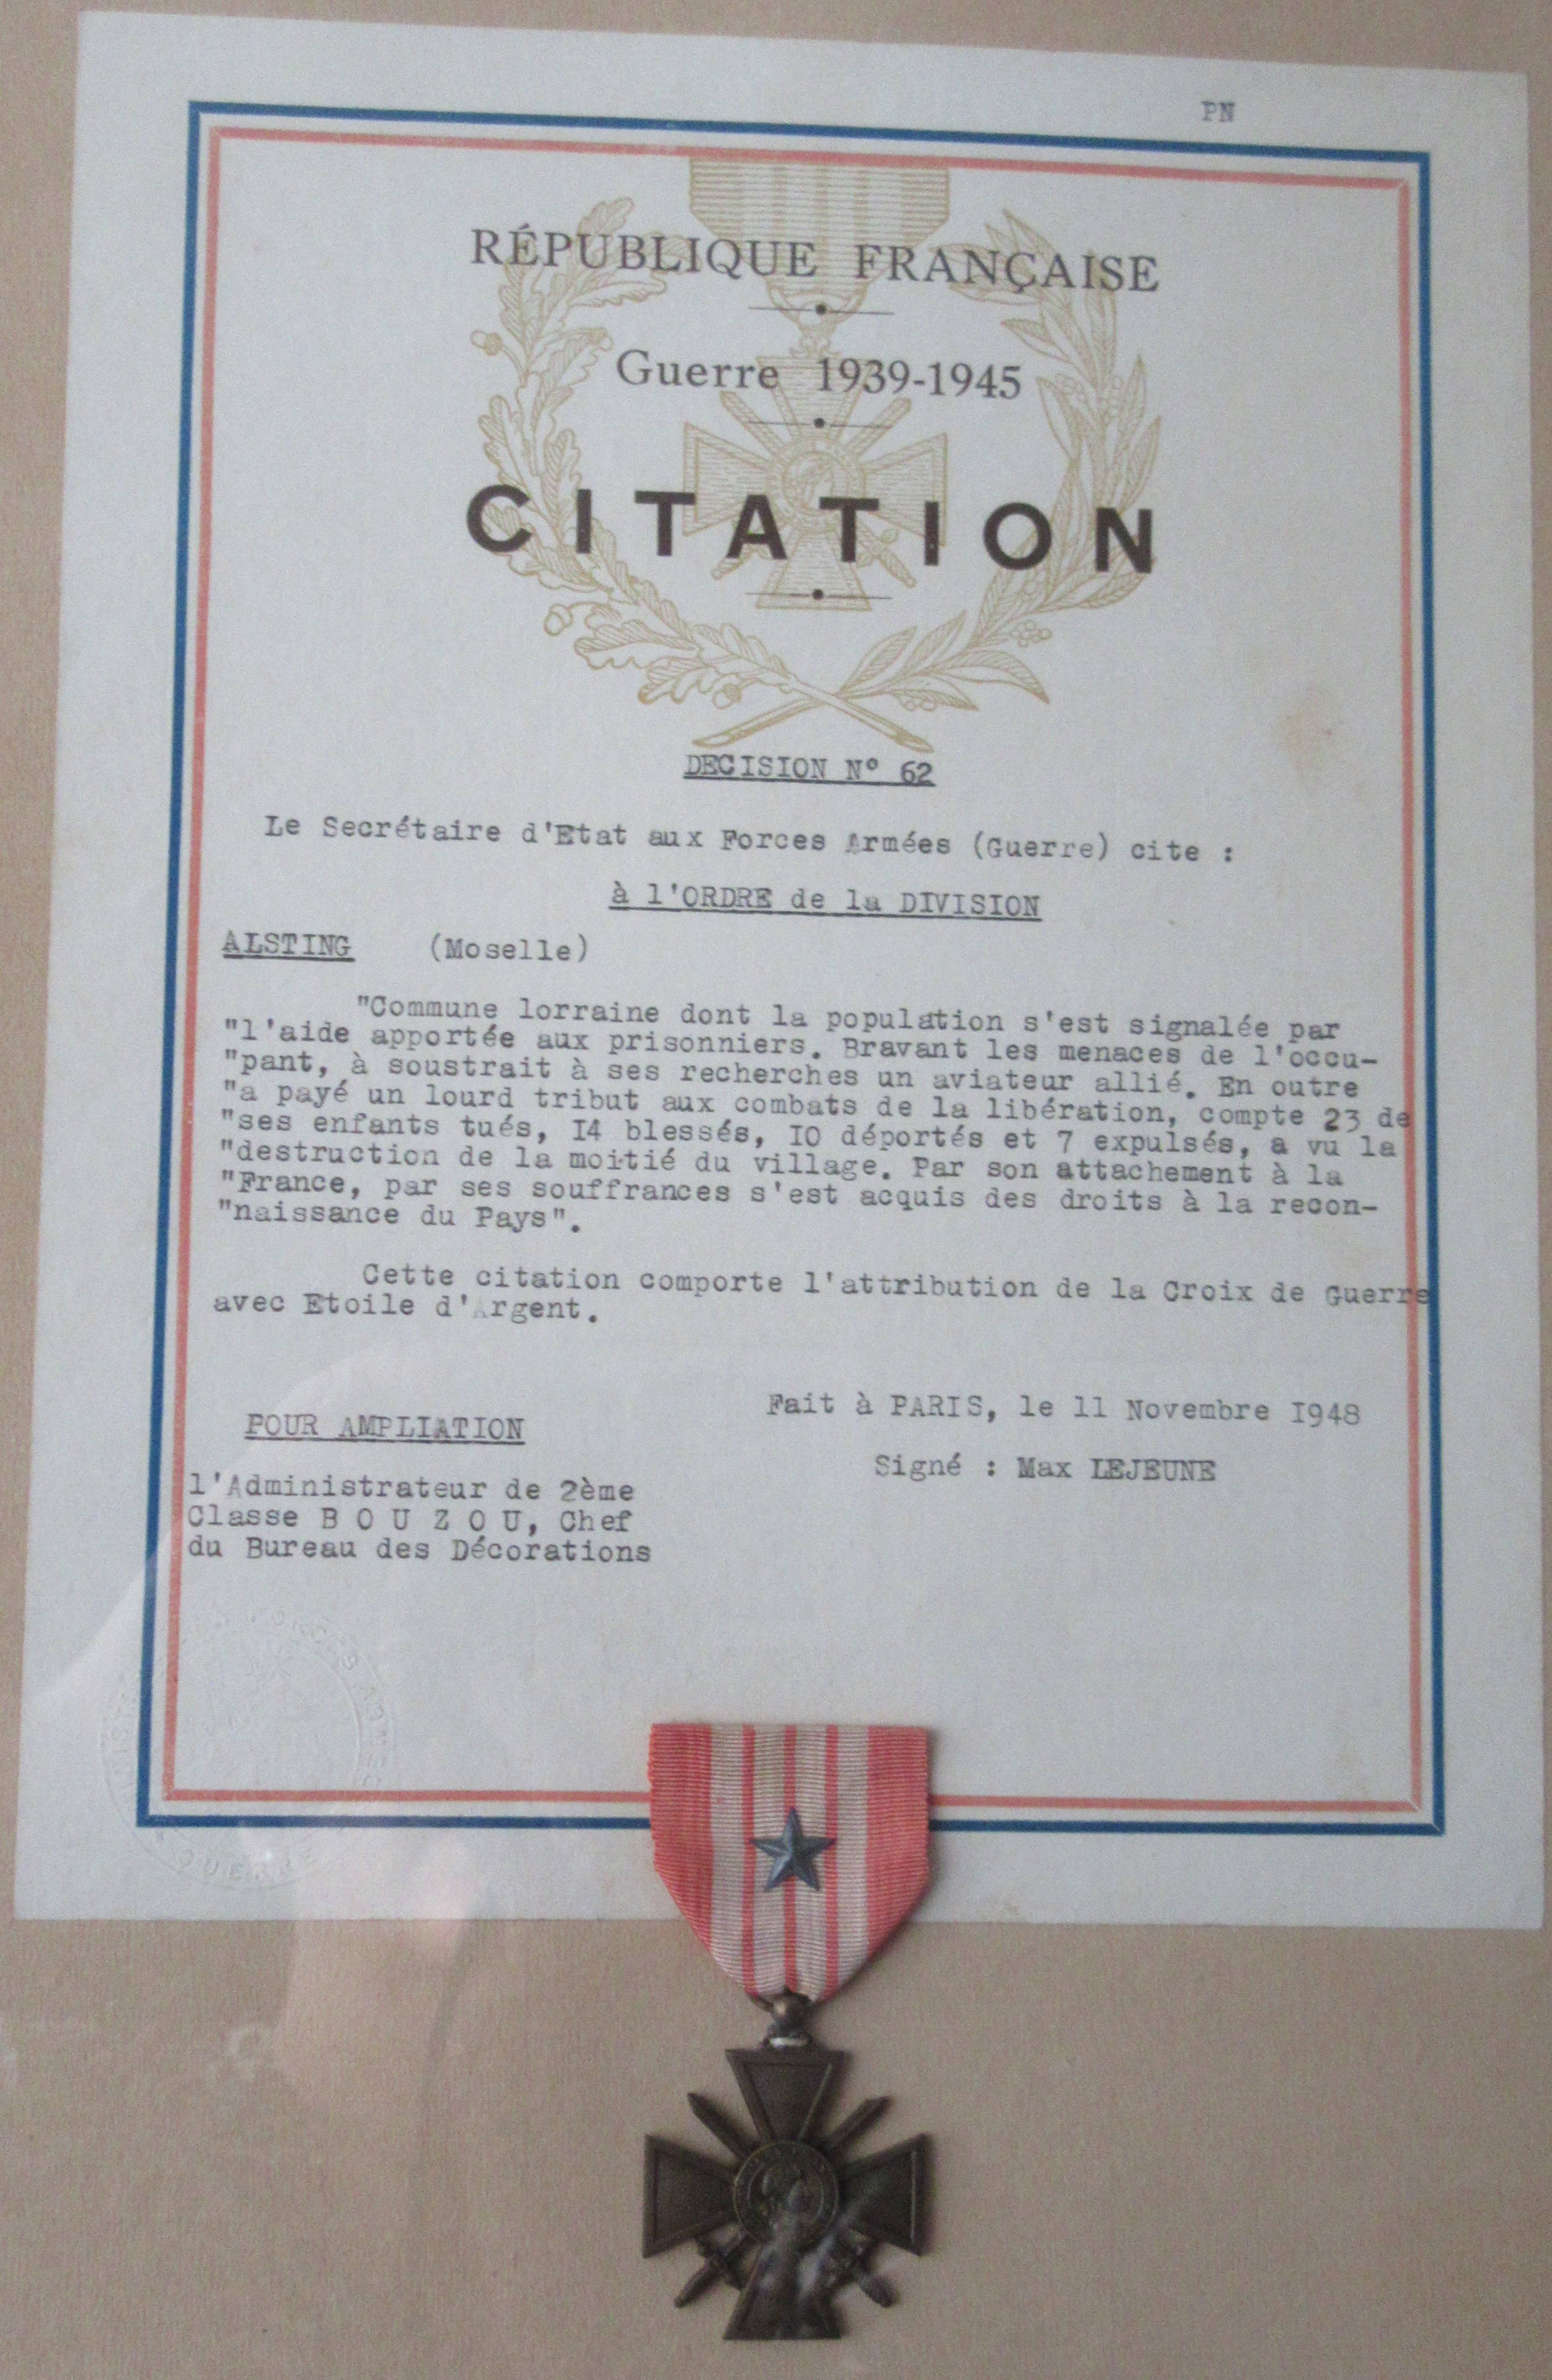 PN
RÉPUBLIQUE FRANÇAISE
Guerre 1939-1945
CITATION
DECISION N° 62
Le Secrétaire d'Etat aux Forces Armées (Guerre) cite :
à l'ORDRE de la DIVISION
ALSTING (Moselle)
"Commune lorraine dont la population s'est signalée par
"l'aide apportée aux prisonniers. Bravant les menaces de l'occu-
"pant, à soustrait à ses recherches un aviateur allié. En outre
"a payé un lourd tribut aux combats de la libération, compte 23 de
"ses enfants tués, I4 blessés, IO déportés et 7 expulsés, a vu la
"destruction de la moitié du village. Par son attachement à la
"France, par ses souffrances s'est acquis des droits à la recon-
"naissance du Pays".
Cette citation comporte l'attribution de la Croix de Guerre
avec Etoile d'Argent.
Fait à PARIS, le 11 Novembre I948
Signé : Max LEJEUNE
POUR AMPLIATION
l'Administrateur de 2ème
Classe B O U Z O U, Chef
du Bureau des Décorations
GUERRE